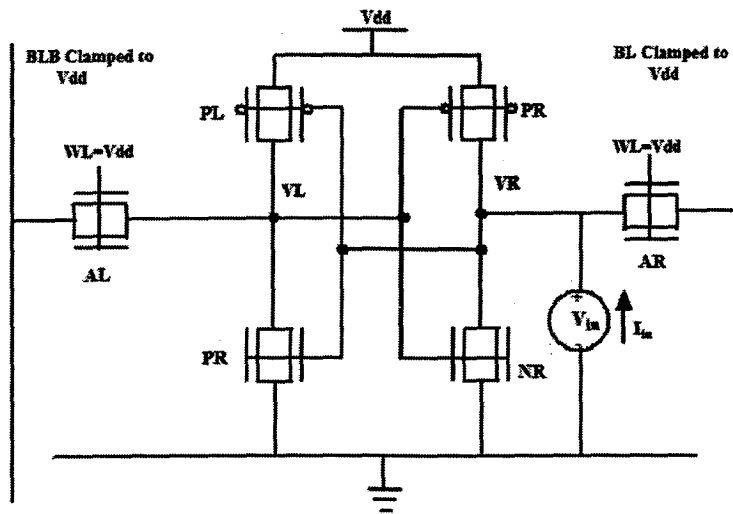 Vdd
BLB Clamped to
Vdd
BL Clamped to
Vdd
PL
PR
WL=Vdd
WL=Vdd
VL
VR
AL
AR
Vin
Iin
PR
NR